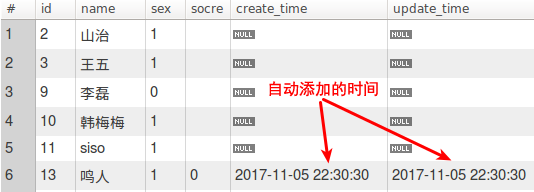 # id name sex socre create_time update_time
1 2 山治 1 NULL NULL
2 3 王五 1 NULL NULL
自动添加的时间
3 9 李磊 0 NULL NULL
4 10 韩梅梅 1 NULL NULL
5 11 siso 1 NULL NULL
6 13 鸣人 1 0 2017-11-05 22:30:30 2017-11-05 22:30:30